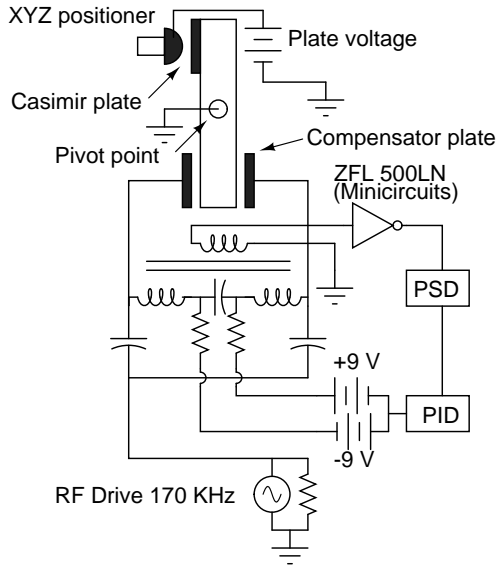 XYZ positioner
Plate voltage
Casimir plate
Pivot point
Compensator plate
ZFL 500LN
(Minicircuits)
PSD
+9 V
PID
-9 V
RF Drive 170 KHz